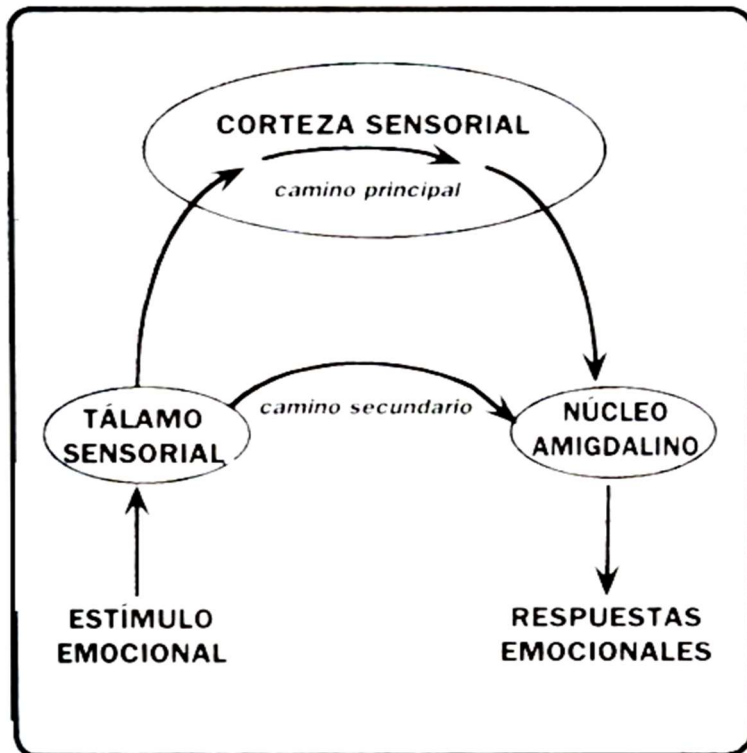 CORTEZA SENSORIAL
camino principal
TÁLAMO
SENSORIAL
camino secundario
NÚCLEO
AMIGDALINO
ESTÍMULO
EMOCIONAL
RESPUESTAS
EMOCIONALES